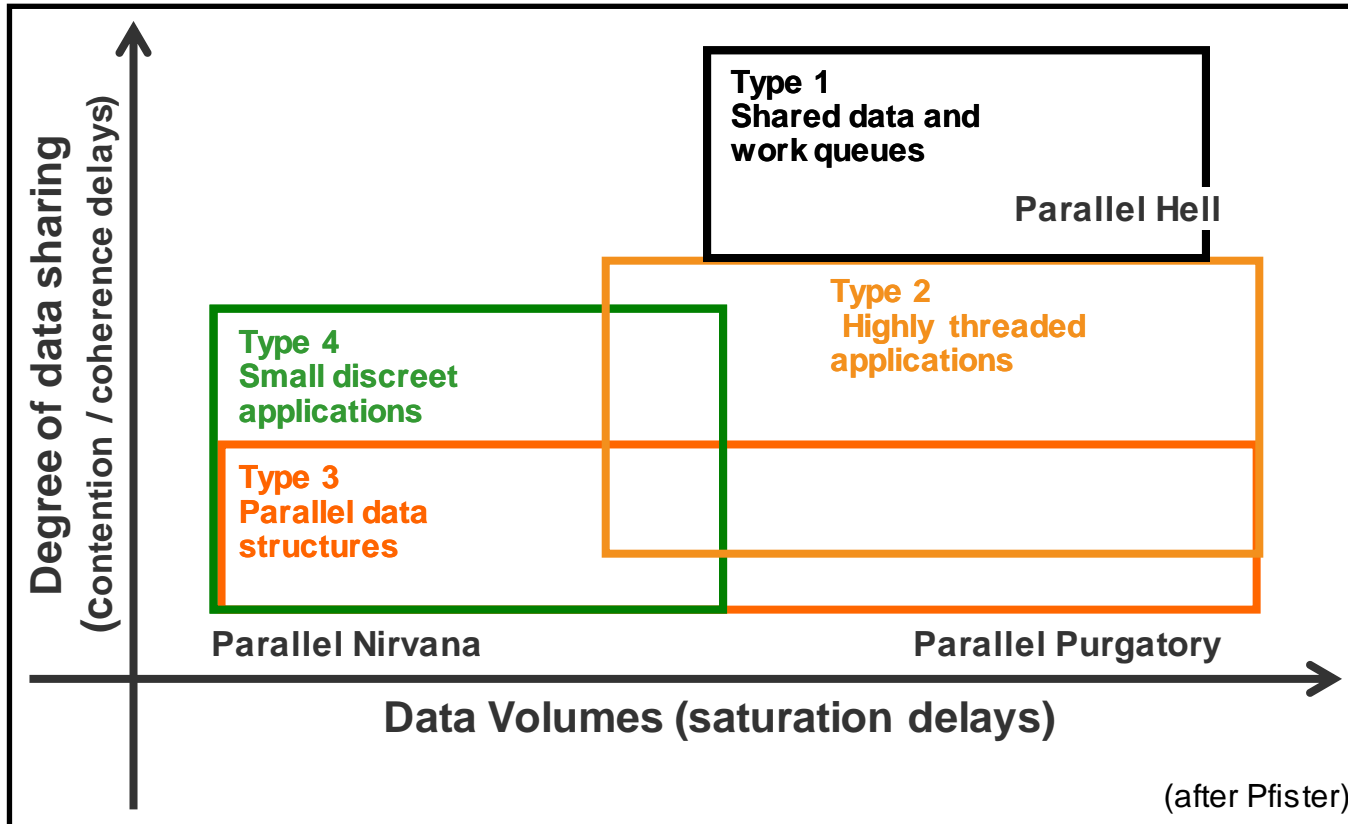 Degree of data sharing
(Contention / coherence delays)
Type 1
Shared data and
work queues
Parallel Hell
Type 2
Highly threaded
applications
Type 4
Small discreet
applications
Type 3
Parallel data
structures
Parallel Nirvana
Parallel Purgatory
Data Volumes (saturation delays)
(after Pfister)